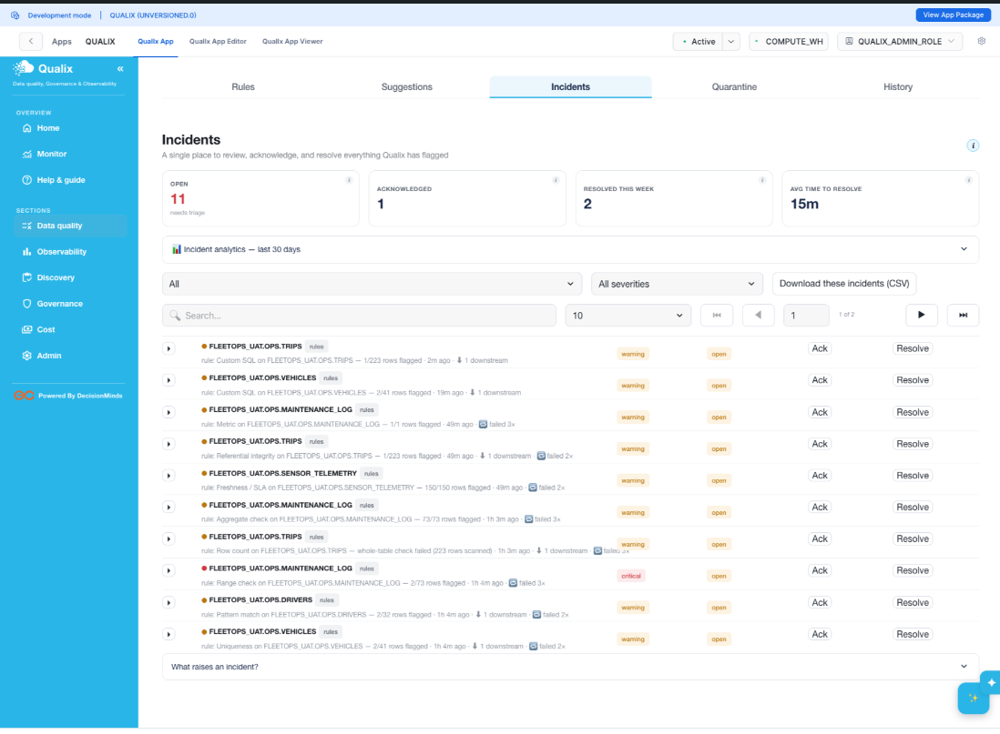 Development mode | QUALIX (UNVERSIONED.0)
View App Package
Apps QUALIX
Qualix App
Qualix App Editor
Qualix App Viewer
Active
COMPUTE_WH
QUALIX_ADMIN_ROLE
Qualix
Data quality, Governance & Observability
OVERVIEW
Home
Monitor
Help & guide
SECTIONS
Data quality
Observability
Discovery
Governance
Cost
Admin
Powered By DecisionMinds
Rules
Suggestions
Incidents
Quarantine
History
Incidents
A single place to review, acknowledge, and resolve everything Qualix has flagged
OPEN
11
needs triage
ACKNOWLEDGED
1
RESOLVED THIS WEEK
2
AVG TIME TO RESOLVE
15m
Incident analytics — last 30 days
All
All severities
Download these incidents (CSV)
Search...
10
1
1 of 2
FLEETOPS_UAT.OPS.TRIPS rules
rule: Custom SQL on FLEETOPS_UAT.OPS.TRIPS — 1/223 rows flagged · 2m ago · ⬇ 1 downstream
warning open Ack Resolve
FLEETOPS_UAT.OPS.VEHICLES rules
rule: Custom SQL on FLEETOPS_UAT.OPS.VEHICLES — 2/41 rows flagged · 19m ago · ⬇ 1 downstream
warning open Ack Resolve
FLEETOPS_UAT.OPS.MAINTENANCE_LOG rules
rule: Metric on FLEETOPS_UAT.OPS.MAINTENANCE_LOG — 1/1 rows flagged · 49m ago · 🔁 failed 3×
warning open Ack Resolve
FLEETOPS_UAT.OPS.TRIPS rules
rule: Referential integrity on FLEETOPS_UAT.OPS.TRIPS — 1/223 rows flagged · 49m ago · ⬇ 1 downstream · 🔁 failed 2×
warning open Ack Resolve
FLEETOPS_UAT.OPS.SENSOR_TELEMETRY rules
rule: Freshness / SLA on FLEETOPS_UAT.OPS.SENSOR_TELEMETRY — 150/150 rows flagged · 49m ago · 🔁 failed 2×
warning open Ack Resolve
FLEETOPS_UAT.OPS.MAINTENANCE_LOG rules
rule: Aggregate check on FLEETOPS_UAT.OPS.MAINTENANCE_LOG — 73/73 rows flagged · 1h 3m ago · 🔁 failed 3×
warning open Ack Resolve
FLEETOPS_UAT.OPS.TRIPS rules
rule: Row count on FLEETOPS_UAT.OPS.TRIPS — whole-table check failed (223 rows scanned) · 1h 3m ago · ⬇ 1 downstream · 🔁 failed 3×
warning open Ack Resolve
FLEETOPS_UAT.OPS.MAINTENANCE_LOG rules
rule: Range check on FLEETOPS_UAT.OPS.MAINTENANCE_LOG — 2/73 rows flagged · 1h 4m ago · 🔁 failed 3×
critical open Ack Resolve
FLEETOPS_UAT.OPS.DRIVERS rules
rule: Pattern match on FLEETOPS_UAT.OPS.DRIVERS — 2/32 rows flagged · 1h 4m ago · ⬇ 1 downstream · 🔁 failed 2×
warning open Ack Resolve
FLEETOPS_UAT.OPS.VEHICLES rules
rule: Uniqueness on FLEETOPS_UAT.OPS.VEHICLES — 2/41 rows flagged · 1h 4m ago · ⬇ 1 downstream · 🔁 failed 2×
warning open Ack Resolve
What raises an incident?